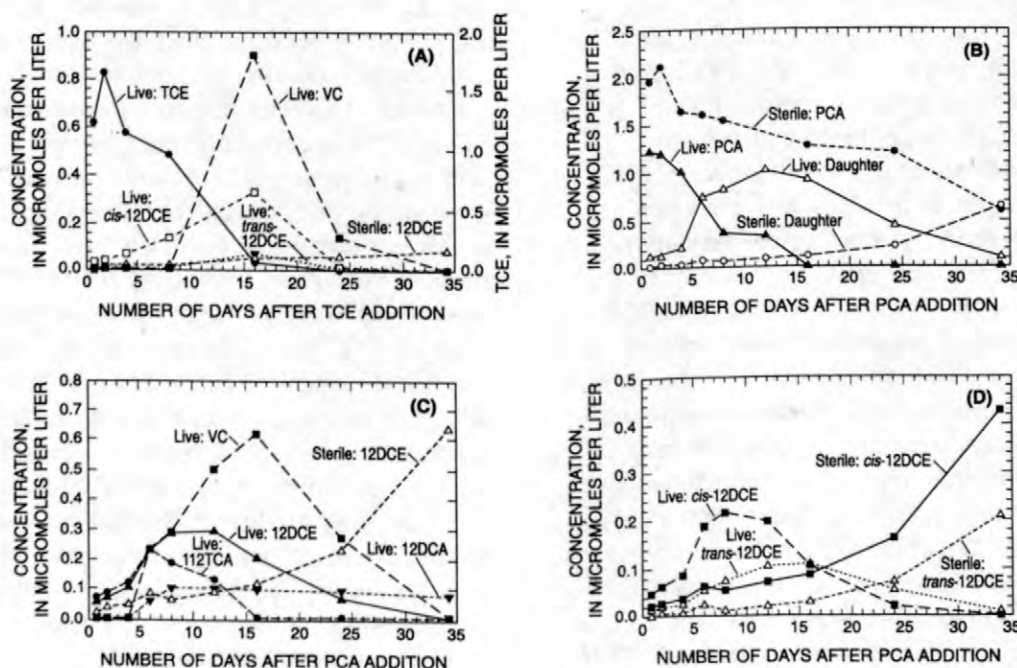 (A)
CONCENTRATION,
IN MICROMOLES PER LITER
1.0
0.8
0.6
0.4
0.2
0.0
2.0
1.5
1.0
0.5
0.0
TCE, IN MICROMOLES PER LITER
Live: TCE
Live: VC
Live:
cis-12DCE
Live:
trans-
12DCE
Sterile: 12DCE
0 5 10 15 20 25 30 35
NUMBER OF DAYS AFTER TCE ADDITION
(B)
CONCENTRATION,
IN MICROMOLES PER LITER
2.5
2.0
1.5
1.0
0.5
0.0
Sterile: PCA
Live: PCA
Live: Daughter
Sterile: Daughter
0 5 10 15 20 25 30 35
NUMBER OF DAYS AFTER PCA ADDITION
(C)
CONCENTRATION,
IN MICROMOLES PER LITER
0.8
0.7
0.6
0.5
0.4
0.3
0.2
0.1
0.0
Live: VC
Sterile: 12DCE
Live: 12DCE
Live:
112TCA
Live: 12DCA
0 5 10 15 20 25 30 35
NUMBER OF DAYS AFTER PCA ADDITION
(D)
CONCENTRATION,
IN MICROMOLES PER LITER
0.5
0.4
0.3
0.2
0.1
0.0
Sterile: cis-12DCE
Live: cis-12DCE
Live:
trans-12DCE
Sterile:
trans-12DCE
0 5 10 15 20 25 30 35
NUMBER OF DAYS AFTER PCA ADDITION